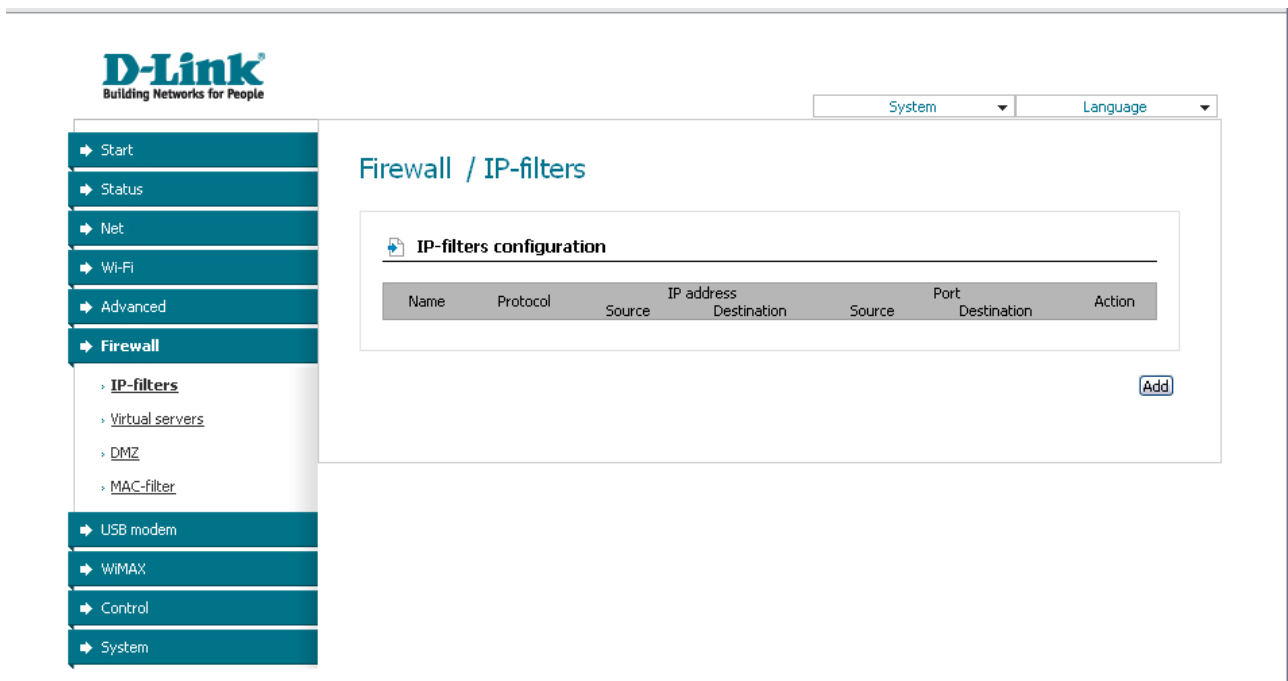 D-Link
Building Networks for People
System Language
Start
Status
Net
Wi-Fi
Advanced
Firewall
IP-filters
Virtual servers
DMZ
MAC-filter
USB modem
WiMAX
Control
System
Firewall / IP-filters
IP-filters configuration
Name Protocol IP address Port Action
Source Destination Source Destination
Add